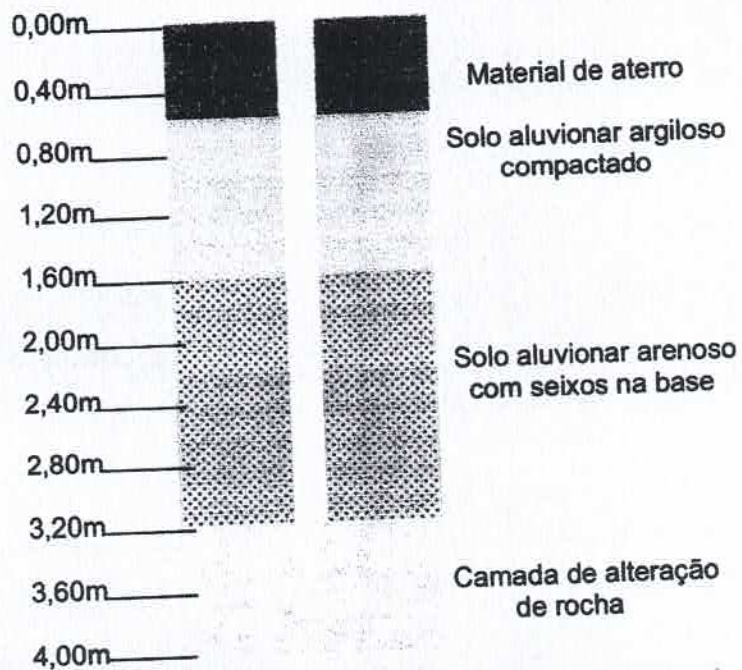 0,00m
0,40m
Material de aterro
0,80m
Solo aluvionar argiloso
compactado
1,20m
1,60m
2,00m
Solo aluvionar arenoso
com seixos na base
2,40m
2,80m
3,20m
3,60m
Camada de alteração
de rocha
4,00m